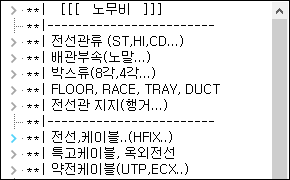 **| [[[ 노무비 ]]]
**|------------------------
**| 전선관류 (ST,HI,CD...)
**| 배관부속(노말...)
**| 박스류(8각,4각...)
**| FLOOR, RACE, TRAY, DUCT
**| 전선관 지지(행거...)
**|------------------------
**| 전선,케이블..(HFIX..)
**| 특고케이블, 옥외전선
**| 약전케이블(UTP,ECX..)